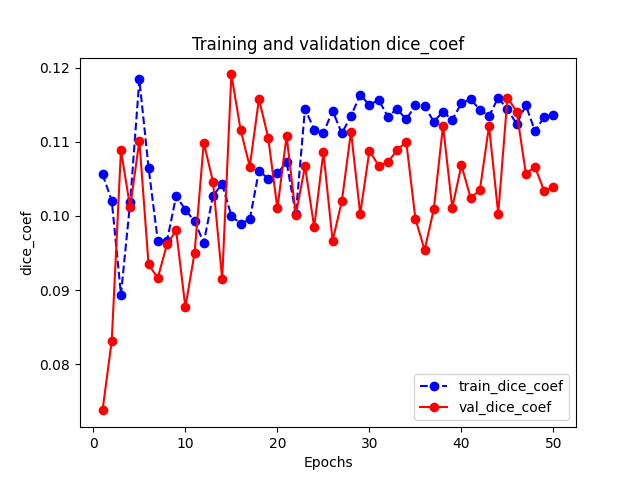 Training and validation dice_coef
0.12
0.11
0.10
0.09
0.08
dice_coef
train_dice_coef
val_dice_coef
0 10 20 30 40 50
Epochs